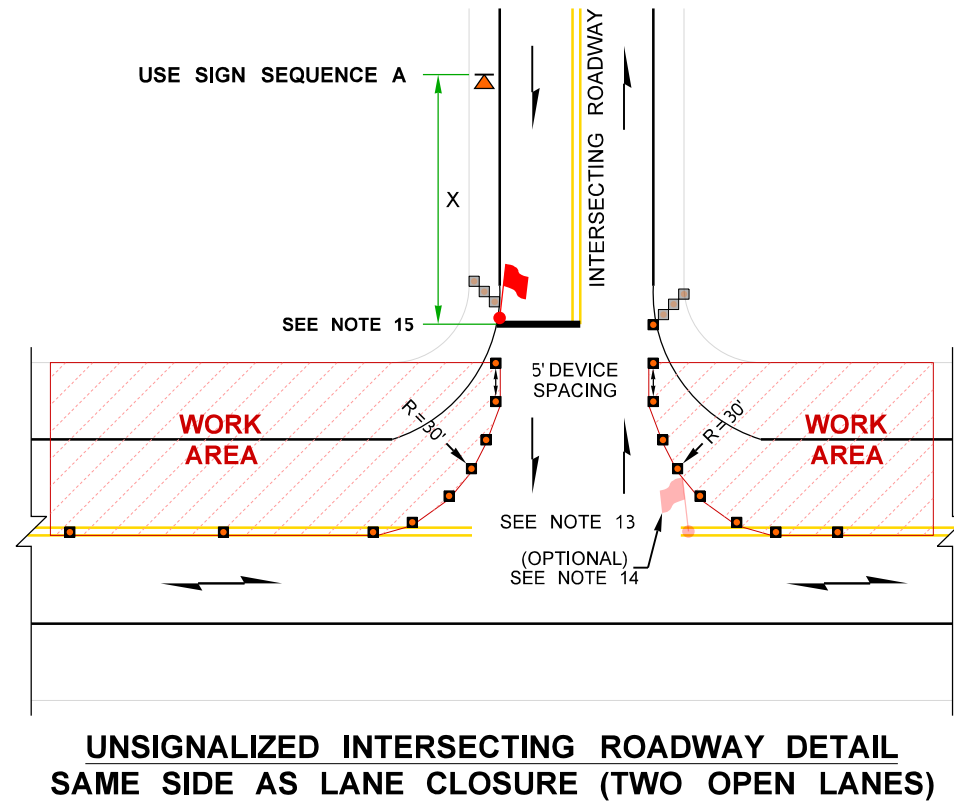 USE SIGN SEQUENCE A
INTERSECTING ROADWAY
X
SEE NOTE 15
5' DEVICE
SPACING
R=30'
R=30'
WORK
AREA
WORK
AREA
SEE NOTE 13
(OPTIONAL)
SEE NOTE 14
UNSIGNALIZED INTERSECTING ROADWAY DETAIL
SAME SIDE AS LANE CLOSURE (TWO OPEN LANES)